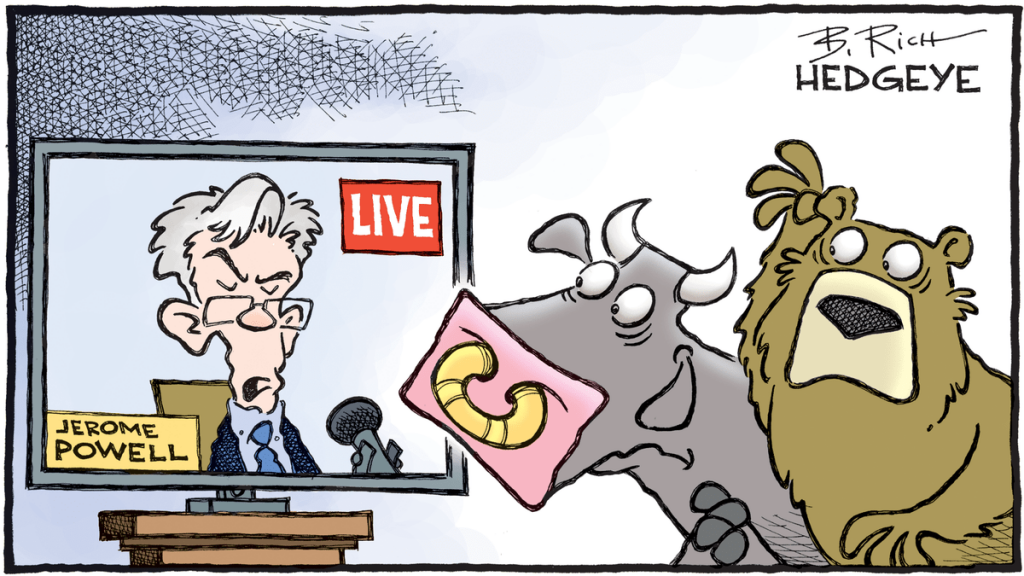 B. RICH
HEDGEYE
LIVE
JEROME
POWELL